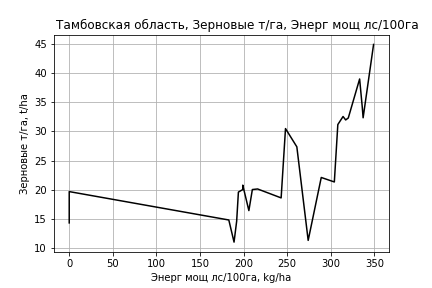 Тамбовская область, Зерновые т/га, Энерг мощ лс/100га
Зерновые т/га, t/ha
45
40
35
30
25
20
15
10
0 50 100 150 200 250 300 350
Энерг мощ лс/100га, kg/ha